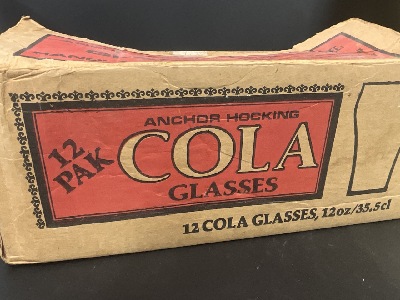 12
PAK
ANCHOR HOCKING
COLA
GLASSES
12 COLA GLASSES, 12oz/35.5cl